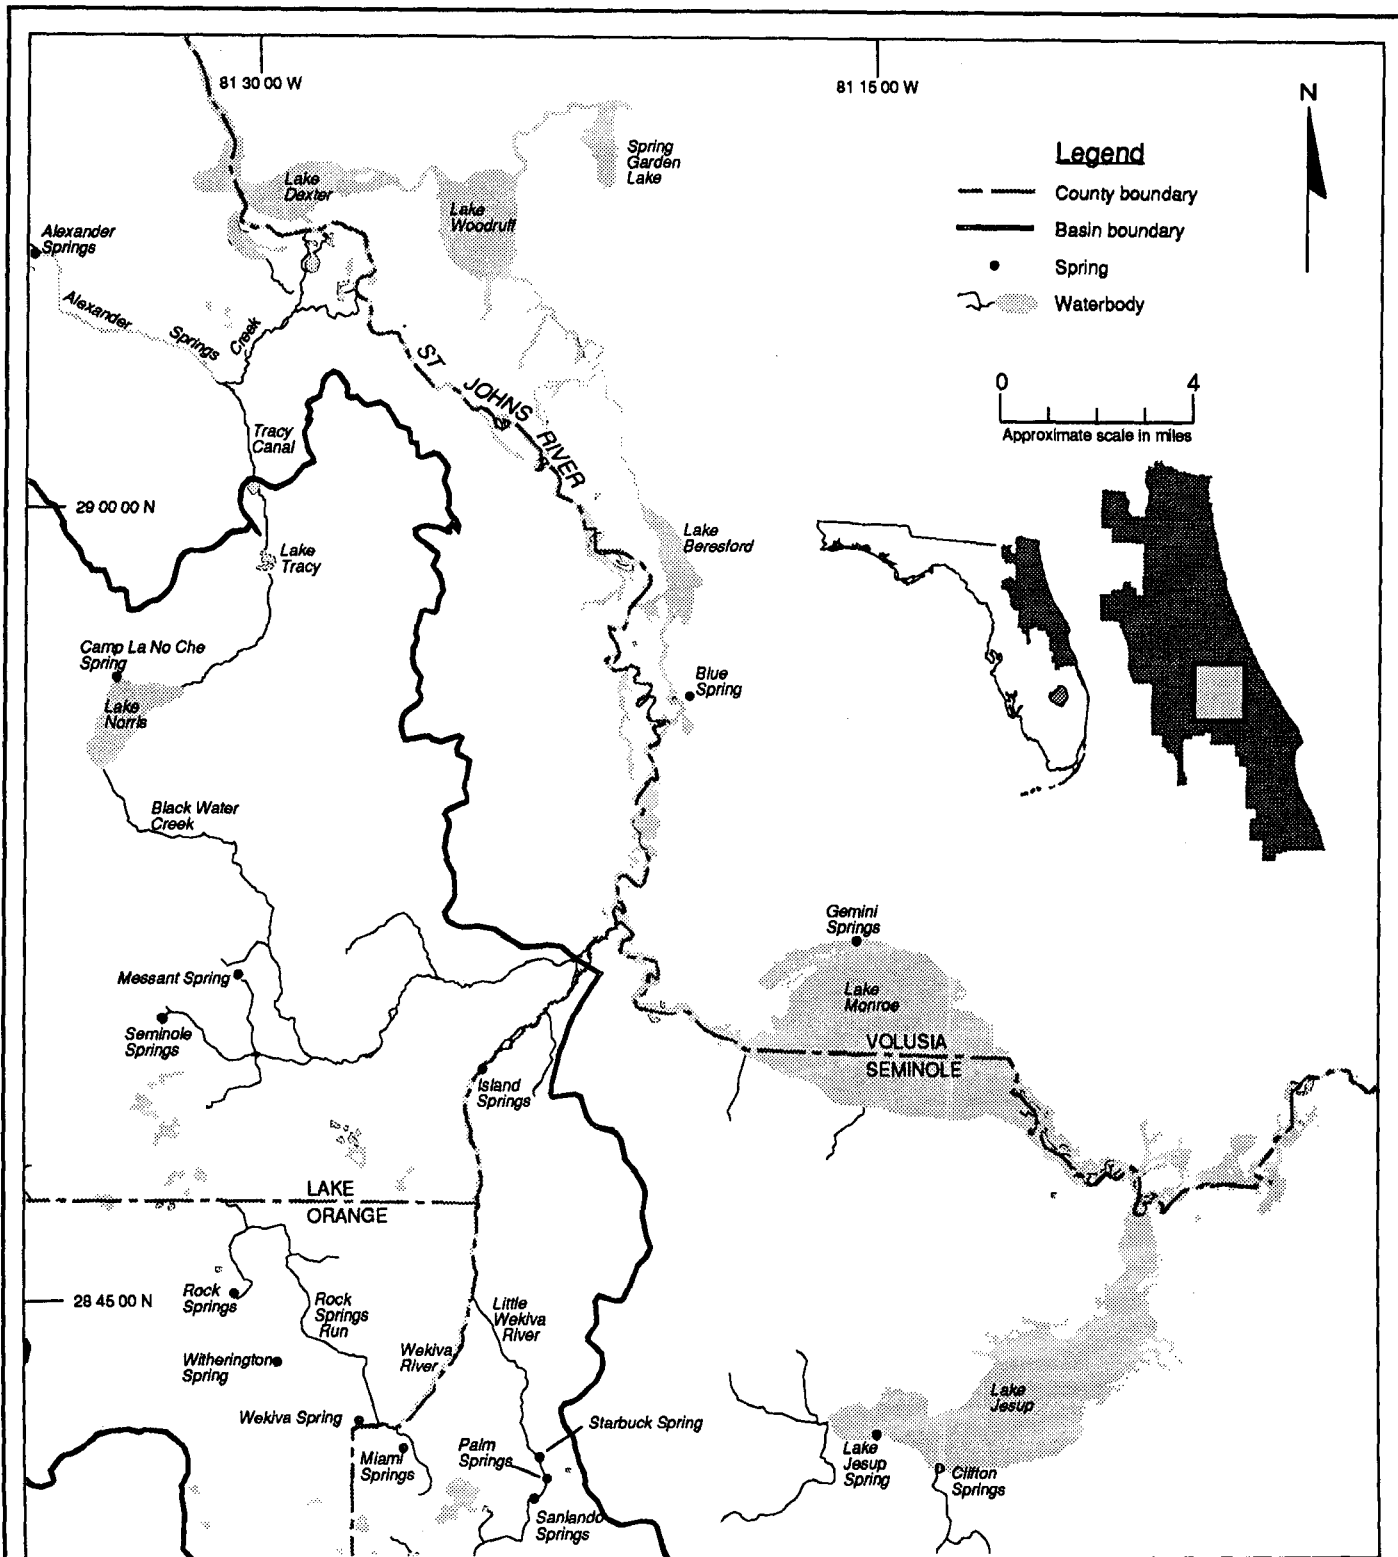 81 30 00 W
81 15 00 W
N
Spring
Garden
Lake
Legend
County boundary
Basin boundary
Spring
Waterbody
Lake
Dexter
Lake
Woodruff
Alexander
Springs
Alexander
Springs
Creek
ST
JOHNS
RIVER
0
4
Approximate scale in miles
Tracy
Canal
29 00 00 N
Lake
Beresford
Lake
Tracy
Camp La No Che
Spring
Blue
Spring
Lake
Norris
Black Water
Creek
Gemini
Springs
Messant Spring
Lake
Monroe
Seminole
Springs
VOLUSIA
SEMINOLE
Island
Springs
LAKE
ORANGE
Rock
Springs
28 45 00 N
Rock
Springs
Run
Little
Wekiva
River
Wekiva
River
Witherington
Spring
Lake
Jesup
Wekiva Spring
Starbuck Spring
Miami
Springs
Palm
Springs
Lake
Jesup
Spring
Clifton
Springs
Sanlando
Springs